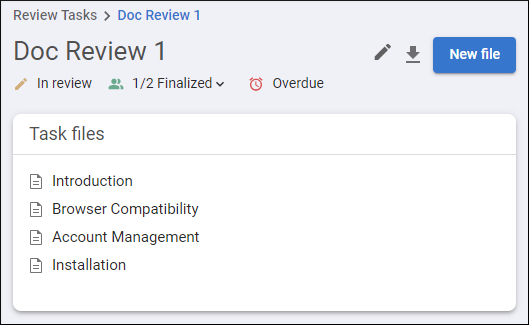 Review Tasks > Doc Review 1
Doc Review 1
New file
In review 1/2 Finalized Overdue
Task files
Introduction
Browser Compatibility
Account Management
Installation